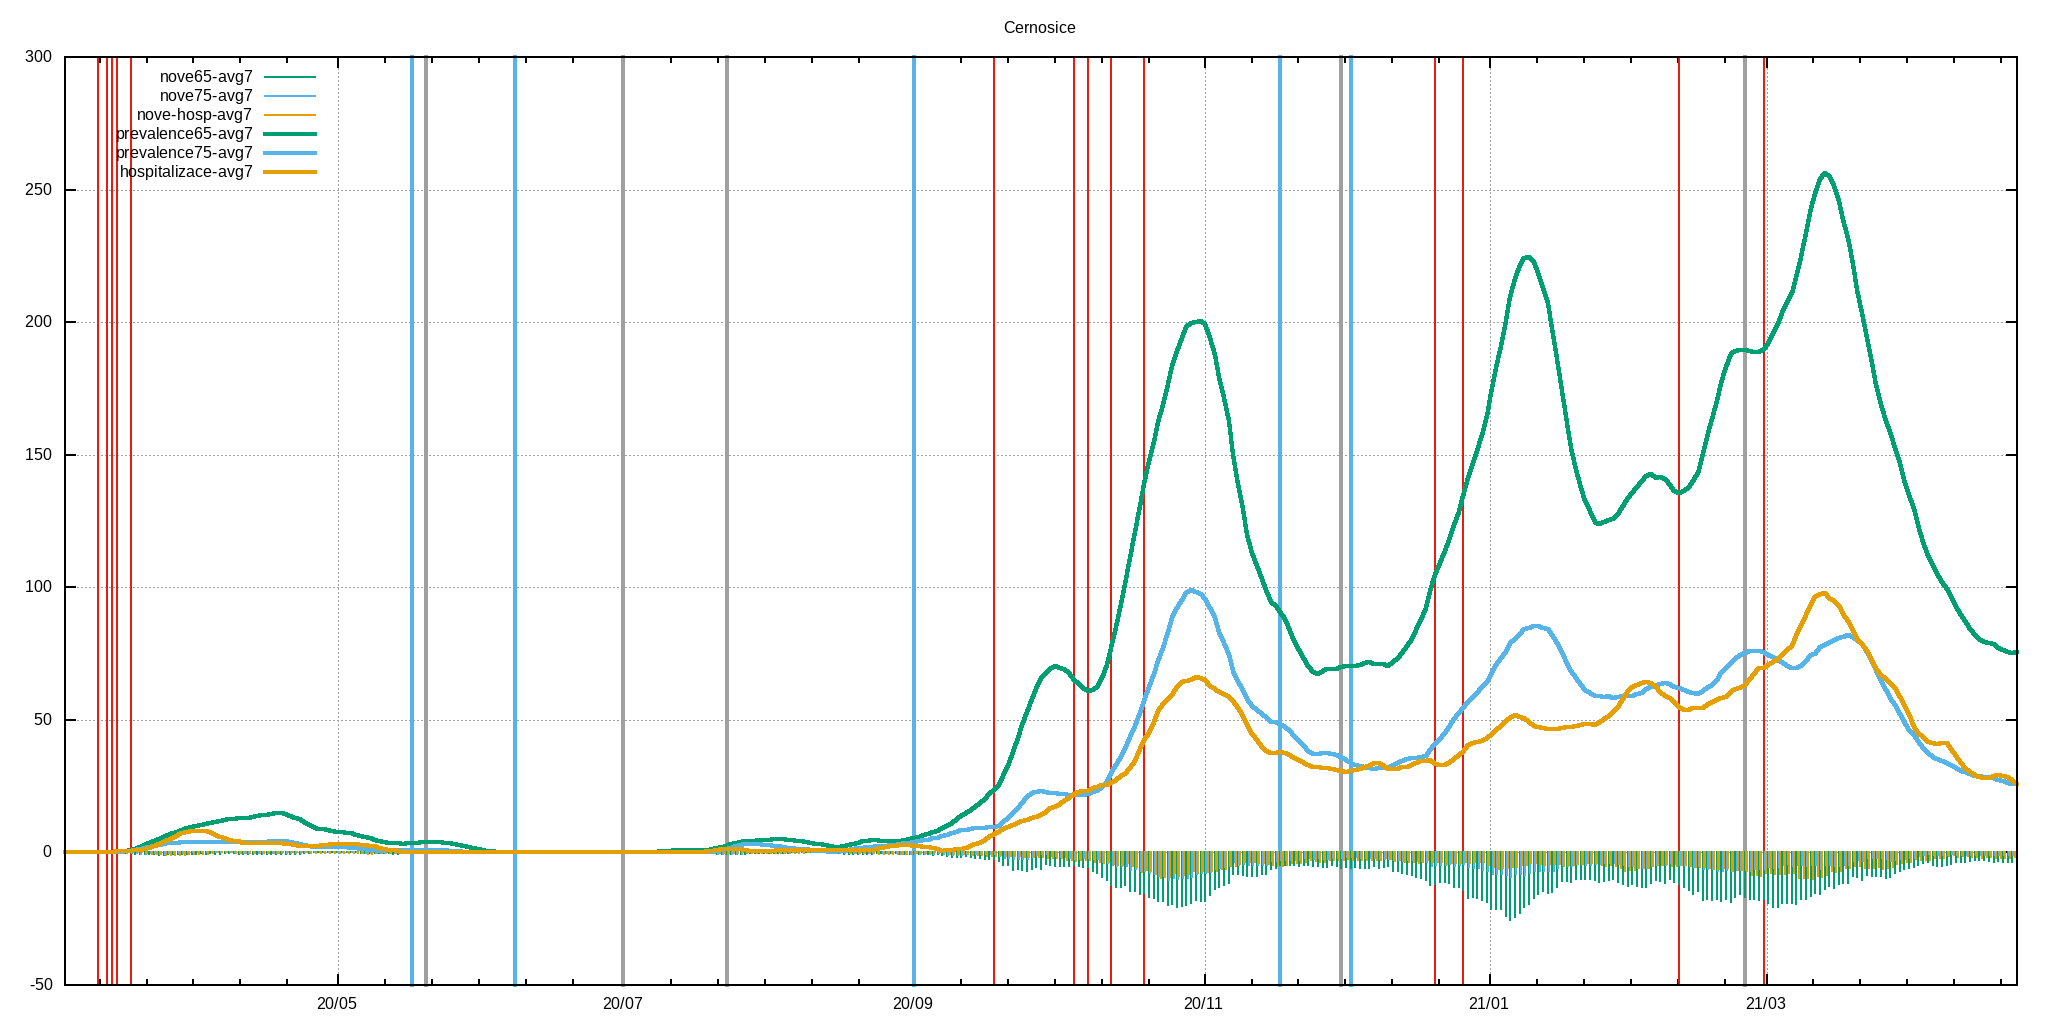 Cernosice
300
nove65-avg7
nove75-avg7
nove-hosp-avg7
prevalence65-avg7
prevalence75-avg7
hospitalizace-avg7
250
200
150
100
50
0
-50
20/05 20/07 20/09 20/11 21/01 21/03